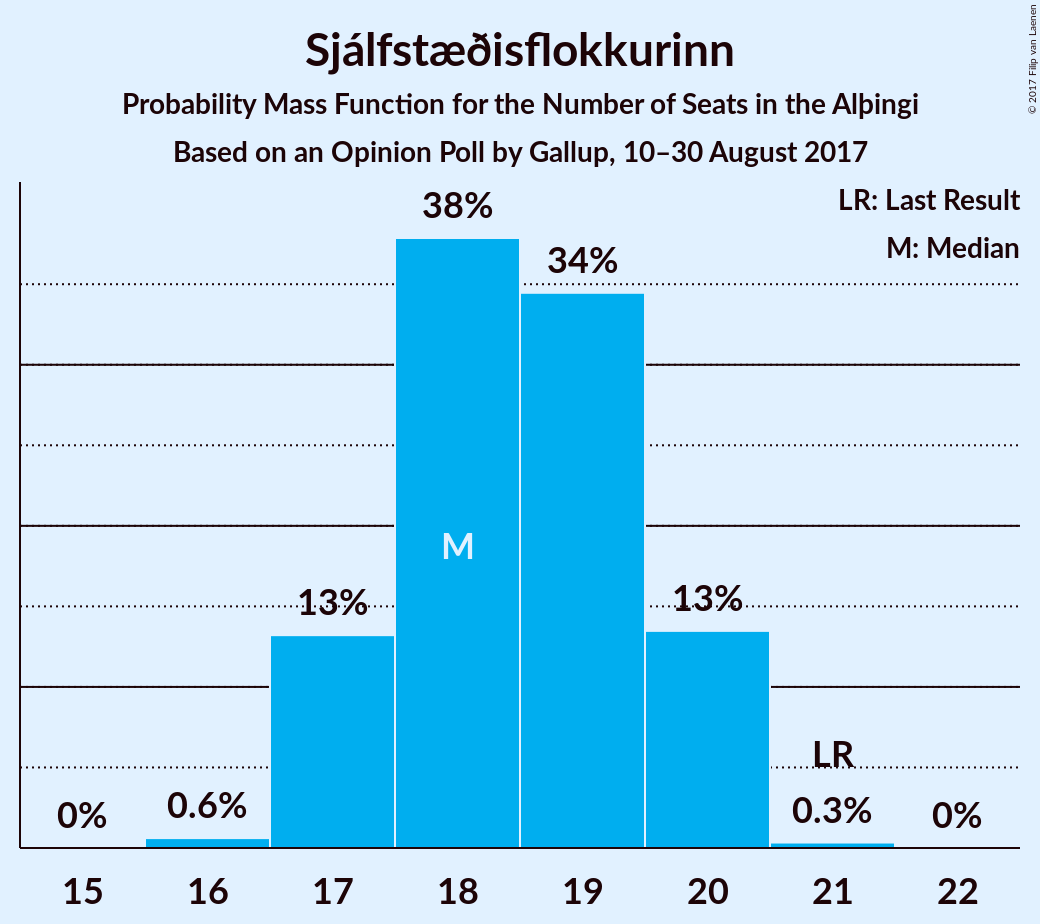 Sjálfstæðisflokkurinn
Probability Mass Function for the Number of Seats in the Alþingi
Based on an Opinion Poll by Gallup, 10–30 August 2017
© 2017 Filip van Laenen
LR: Last Result
M: Median
38%
34%
M
13%
13%
LR
0%
0.6%
0.3%
0%
15 16 17 18 19 20 21 22